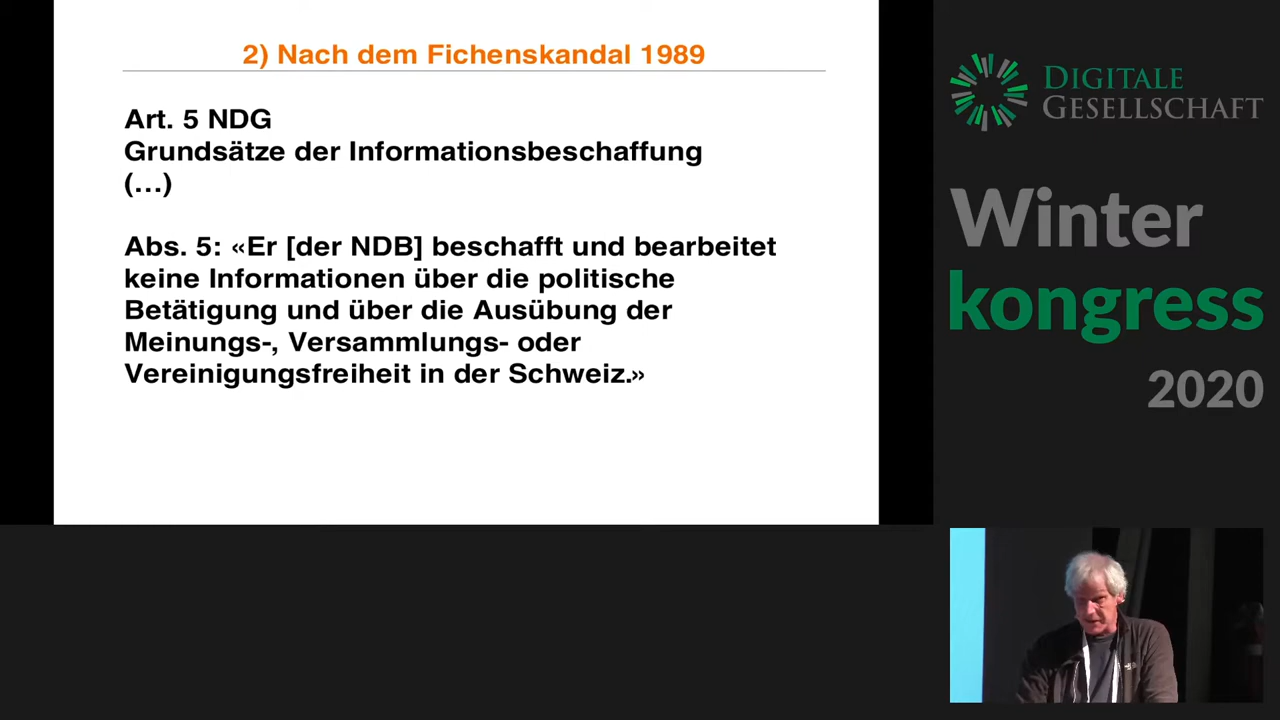 2) Nach dem Fichenskandal 1989
Art. 5 NDG
Grundsätze der Informationsbeschaffung
(…)
Abs. 5: «Er [der NDB] beschafft und bearbeitet
keine Informationen über die politische
Betätigung und über die Ausübung der
Meinungs-, Versammlungs- oder
Vereinigungsfreiheit in der Schweiz.»
DIGITALE
GESELLSCHAFT
Winter
kongress
2020